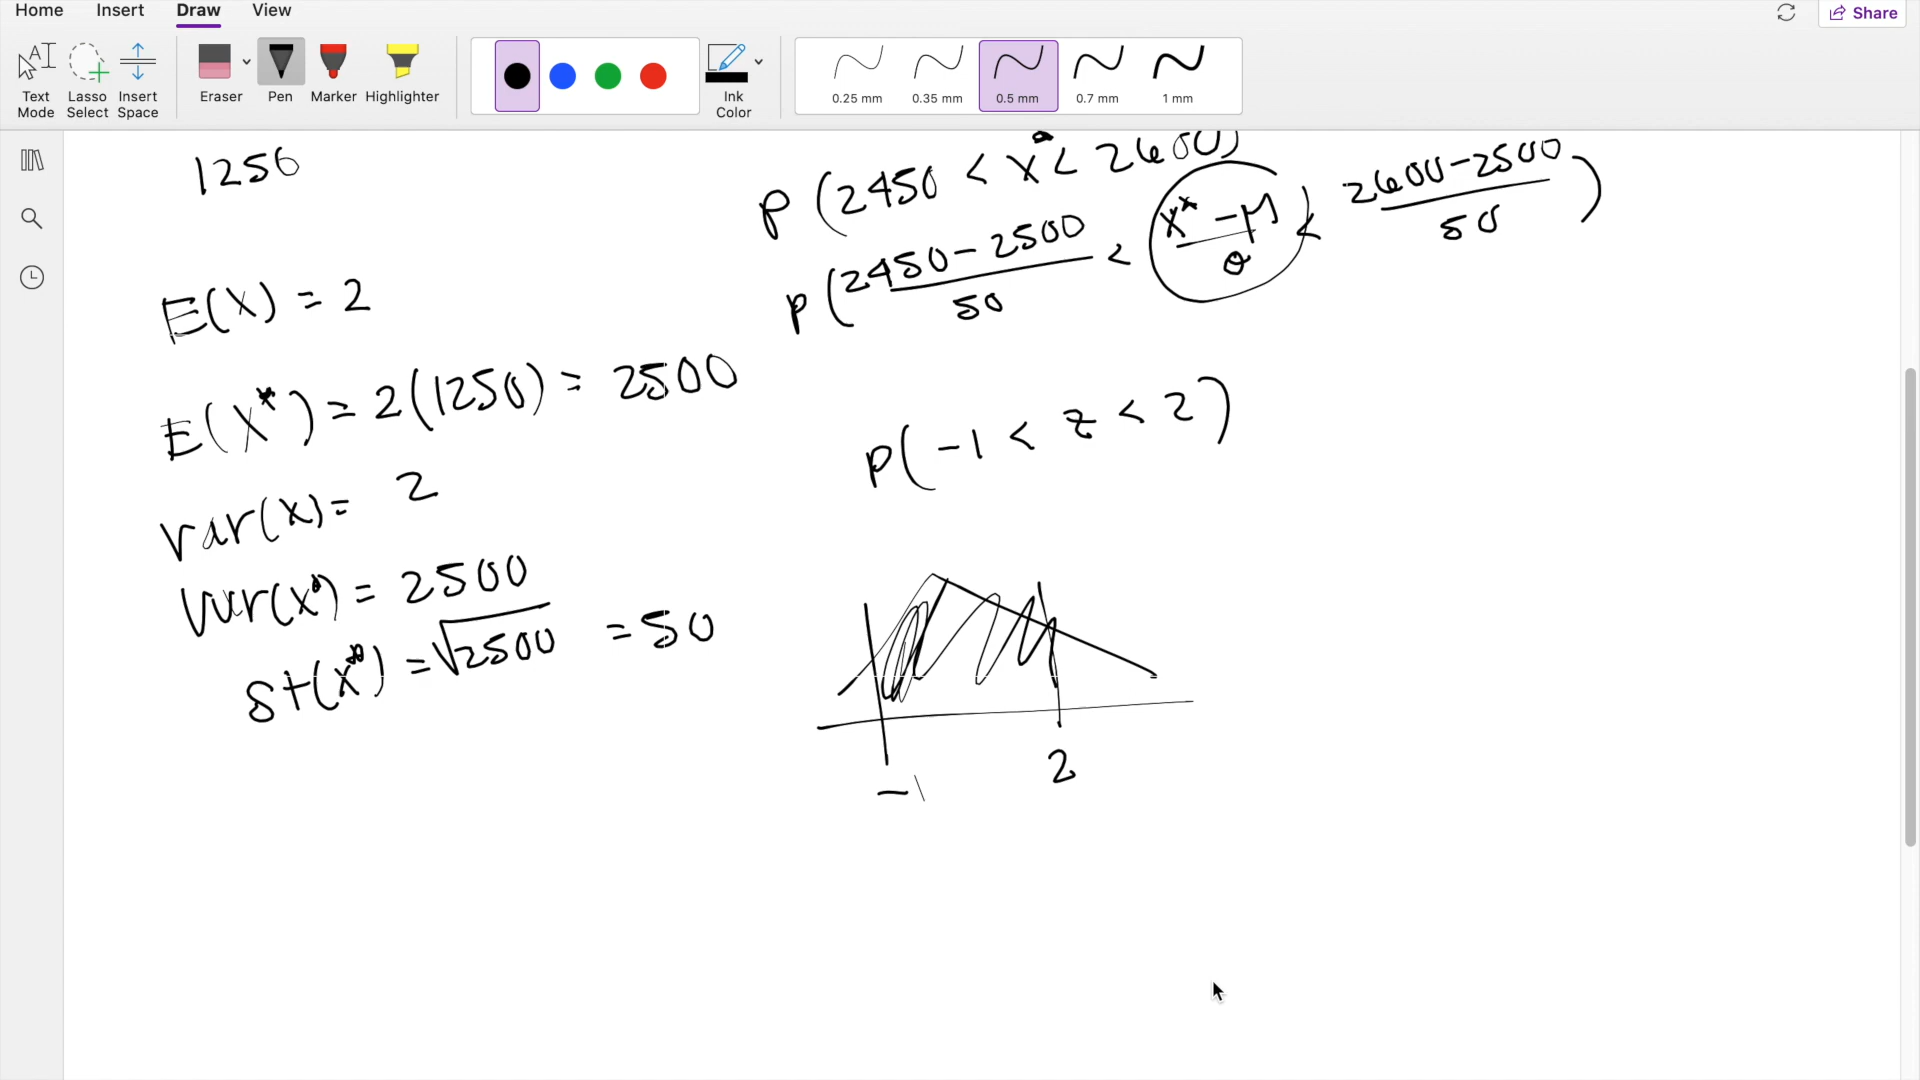 Home Insert Draw View
Share
Text Mode
Lasso Select
Insert Space
Eraser
Pen
Marker
Highlighter
Ink Color
0.25 mm
0.35 mm
0.5 mm
0.7 mm
1 mm
1250
E(X) = 2
E(X*) = 2(1250) = 2500
var(x) = 2
var(x*) = 2500
st(x*) = √2500 = 50
P(2450 < X* < 2600)
P((2450-2500)/50 < (X*-μ)/σ < (2600-2500)/50)
P(-1 < z < 2)
-1 2